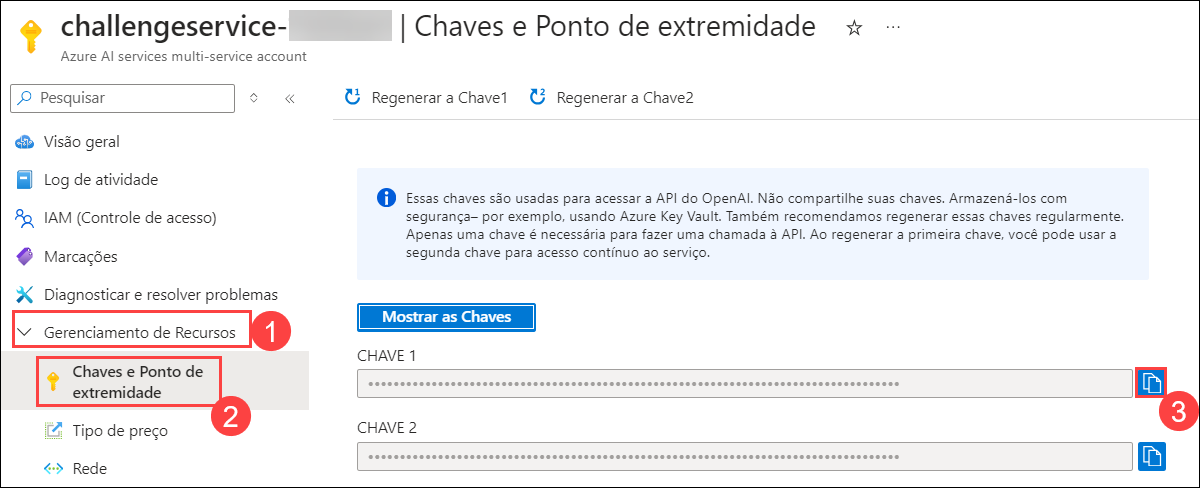 challengeservice- | Chaves e Ponto de extremidade
Azure AI services multi-service account
Pesquisar
Regenerar a Chave1
Regenerar a Chave2
Visão geral
Log de atividade
IAM (Controle de acesso)
Marcações
Diagnosticar e resolver problemas
Gerenciamento de Recursos
1
Chaves e Ponto de
extremidade
2
Tipo de preço
Rede
Essas chaves são usadas para acessar a API do OpenAI. Não compartilhe suas chaves. Armazená-los com
segurança– por exemplo, usando Azure Key Vault. Também recomendamos regenerar essas chaves regularmente.
Apenas uma chave é necessária para fazer uma chamada à API. Ao regenerar a primeira chave, você pode usar a
segunda chave para acesso contínuo ao serviço.
Mostrar as Chaves
CHAVE 1
3
CHAVE 2